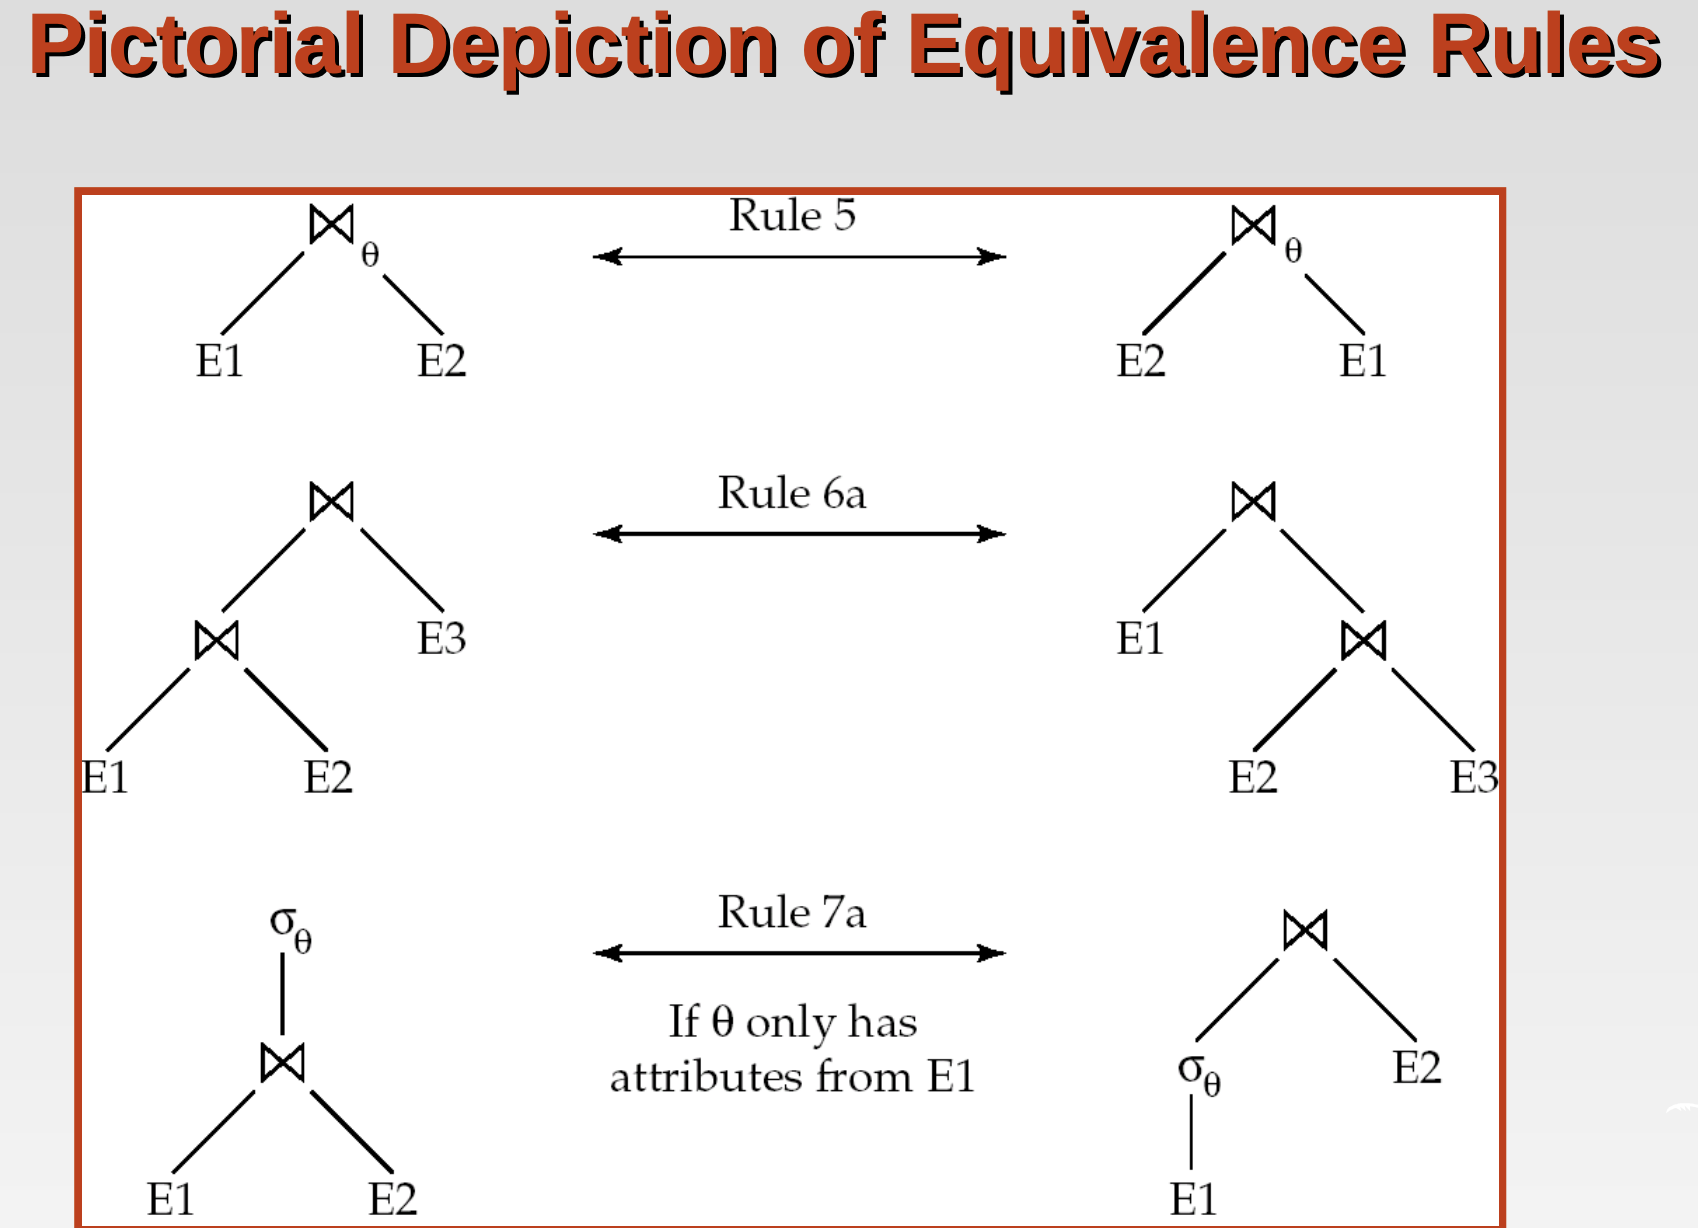 Pictorial Depiction of Equivalence Rules
Rule 5
⋈θ
E1 E2
⋈θ
E2 E1
Rule 6a
⋈
⋈ E3
E1 E2
⋈
E1 ⋈
E2 E3
Rule 7a
If θ only has
attributes from E1
σθ
⋈
E1 E2
⋈
σθ E2
E1